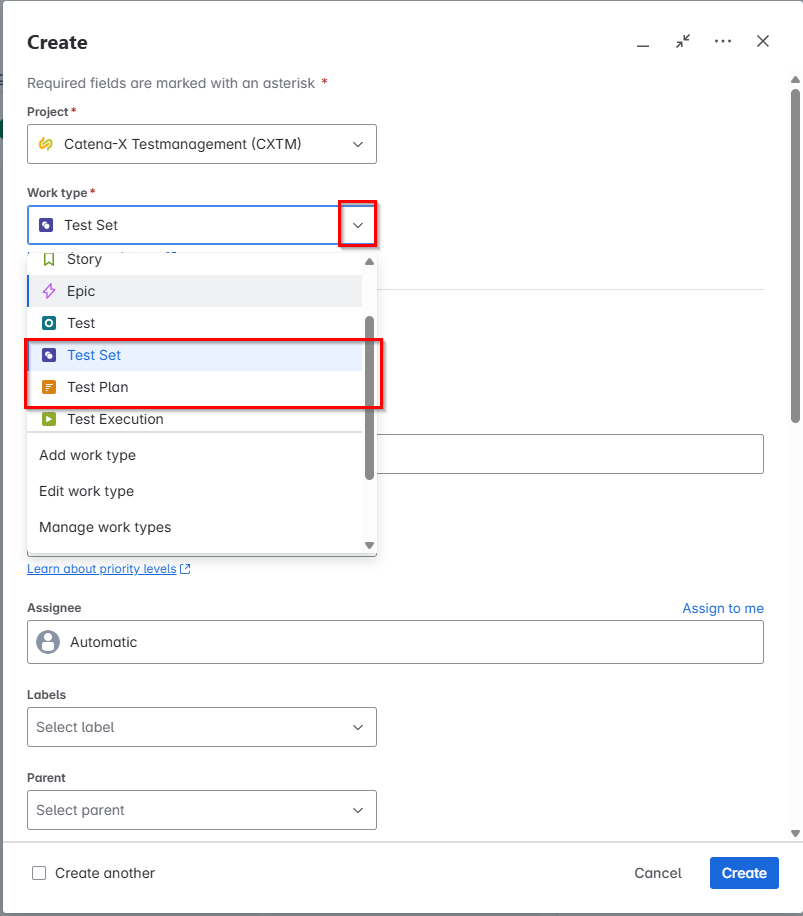 Create
Required fields are marked with an asterisk *
Project *
Catena-X Testmanagement (CXTM)
Work type *
Test Set
Story
Epic
Test
Test Set
Test Plan
Test Execution
Add work type
Edit work type
Manage work types
Learn about priority levels
Assignee
Assign to me
Automatic
Labels
Select label
Parent
Select parent
Create another
Cancel
Create